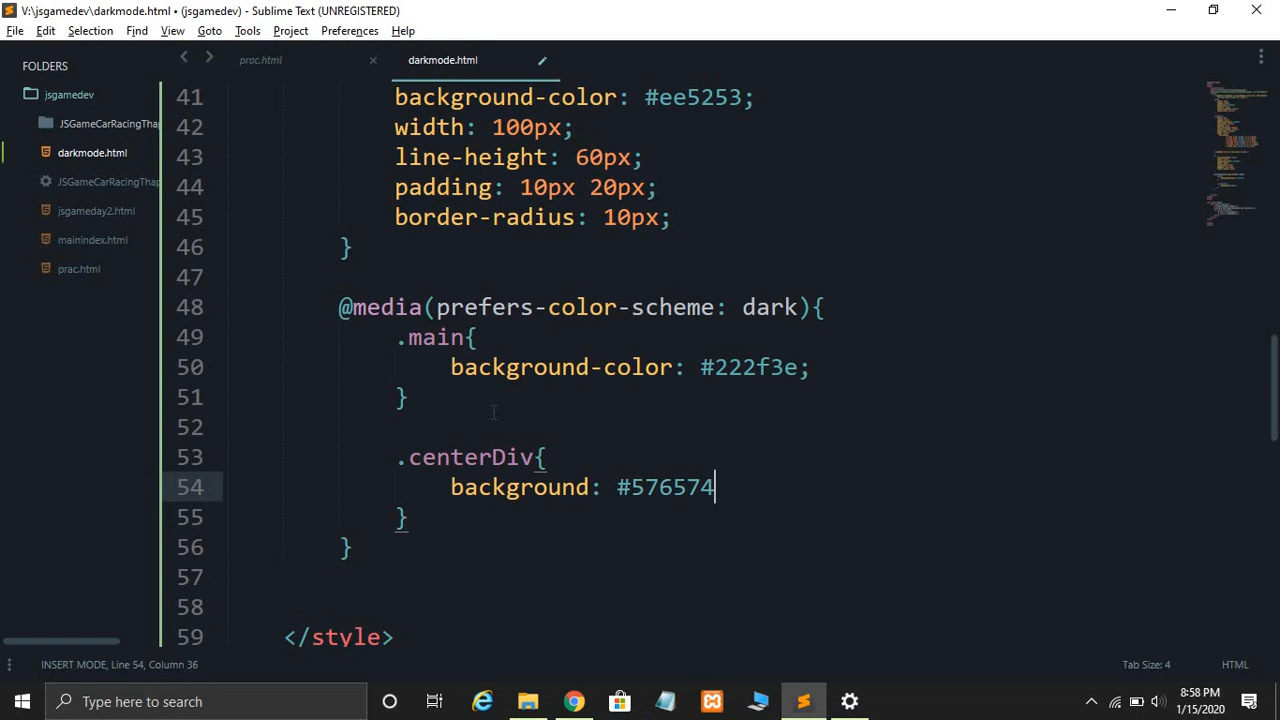 V:\jsgamedev\darkmode.html • (jsgamedev) - Sublime Text (UNREGISTERED)
File Edit Selection Find View Goto Tools Project Preferences Help
FOLDERS
jsgamedev
JSGameCarRacingThap
darkmode.html
JSGameCarRacingThap
jsgameday2.html
mainindex.html
prac.html
prac.html
darkmode.html
41 background-color: #ee5253;
42 width: 100px;
43 line-height: 60px;
44 padding: 10px 20px;
45 border-radius: 10px;
46 }
47
48 @media(prefers-color-scheme: dark){
49 .main{
50 background-color: #222f3e;
51 }
52
53 .centerDiv{
54 background: #576574
55 }
56 }
57
58
59 </style>
INSERT MODE, Line 54, Column 36
Tab Size: 4
HTML
Type here to search
8:58 PM
1/15/2020